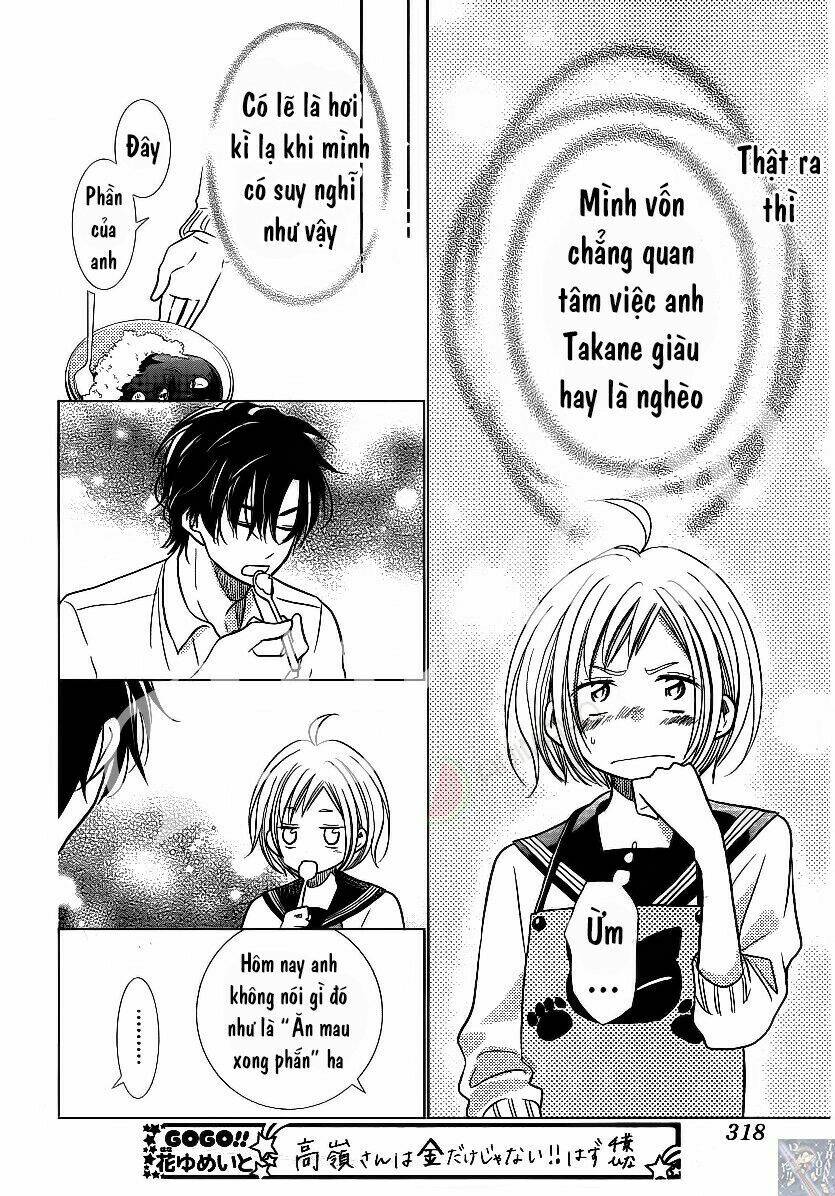 Thật ra
thì
Mình vốn
chẳng quan
tâm việc anh
Takane giàu
hay là nghèo
Ừm
...
Có lẽ là hơi
kì lạ khi mình
có suy nghĩ
như vậy
Đây
Phần
của
anh
Hôm nay anh
không nói gì đó
như là "Ăn mau
xong phắn" ha
.........
318
GOGO!!
花ゆめいと
高嶺さんは金だけじゃない!!はず